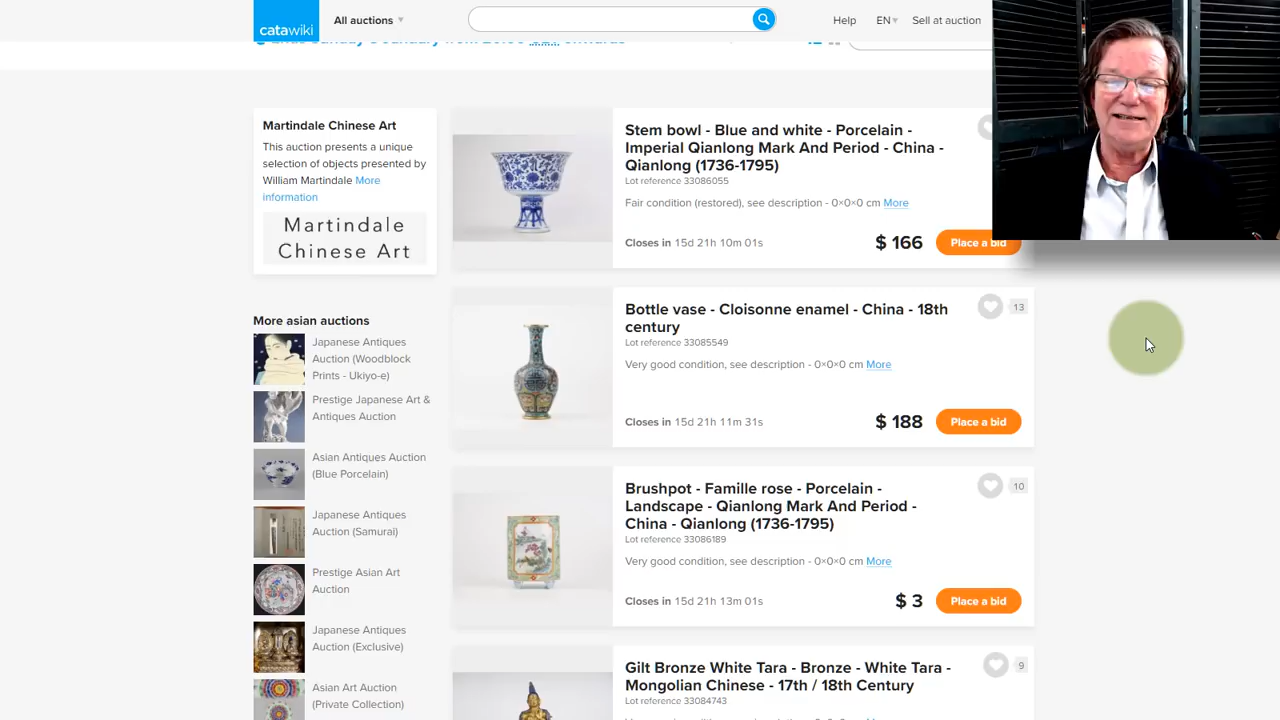 catawiki
All auctions
Help
EN
Sell at auction
Martindale Chinese Art
This auction presents a unique
selection of objects presented by
William Martindale More
information
Martindale
Chinese Art
More asian auctions
Japanese Antiques
Auction (Woodblock
Prints - Ukiyo-e)
Prestige Japanese Art &
Antiques Auction
Asian Antiques Auction
(Blue Porcelain)
Japanese Antiques
Auction (Samurai)
Prestige Asian Art
Auction
Japanese Antiques
Auction (Exclusive)
Asian Art Auction
(Private Collection)
Stem bowl - Blue and white - Porcelain -
Imperial Qianlong Mark And Period - China -
Qianlong (1736-1795)
Lot reference 33086055
Fair condition (restored), see description - 0×0×0 cm More
Closes in 15d 21h 10m 01s
$ 166
Place a bid
Bottle vase - Cloisonne enamel - China - 18th
century
13
Lot reference 33085549
Very good condition, see description - 0×0×0 cm More
Closes in 15d 21h 11m 31s
$ 188
Place a bid
Brushpot - Famille rose - Porcelain -
Landscape - Qianlong Mark And Period -
China - Qianlong (1736-1795)
10
Lot reference 33086189
Very good condition, see description - 0×0×0 cm More
Closes in 15d 21h 13m 01s
$ 3
Place a bid
Gilt Bronze White Tara - Bronze - White Tara -
Mongolian Chinese - 17th / 18th Century
9
Lot reference 33084743